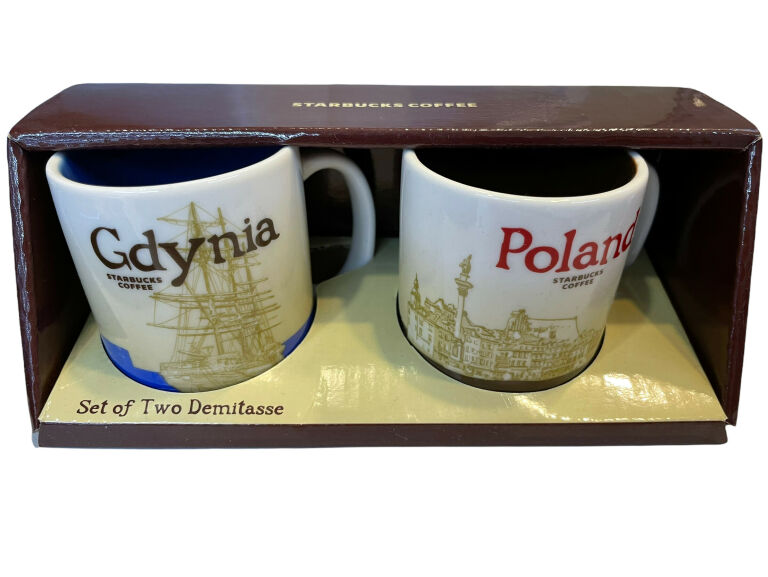 STARBUCKS COFFEE
Gdynia
STARBUCKS
COFFEE
Poland
STARBUCKS
COFFEE
Set of Two Demitasse